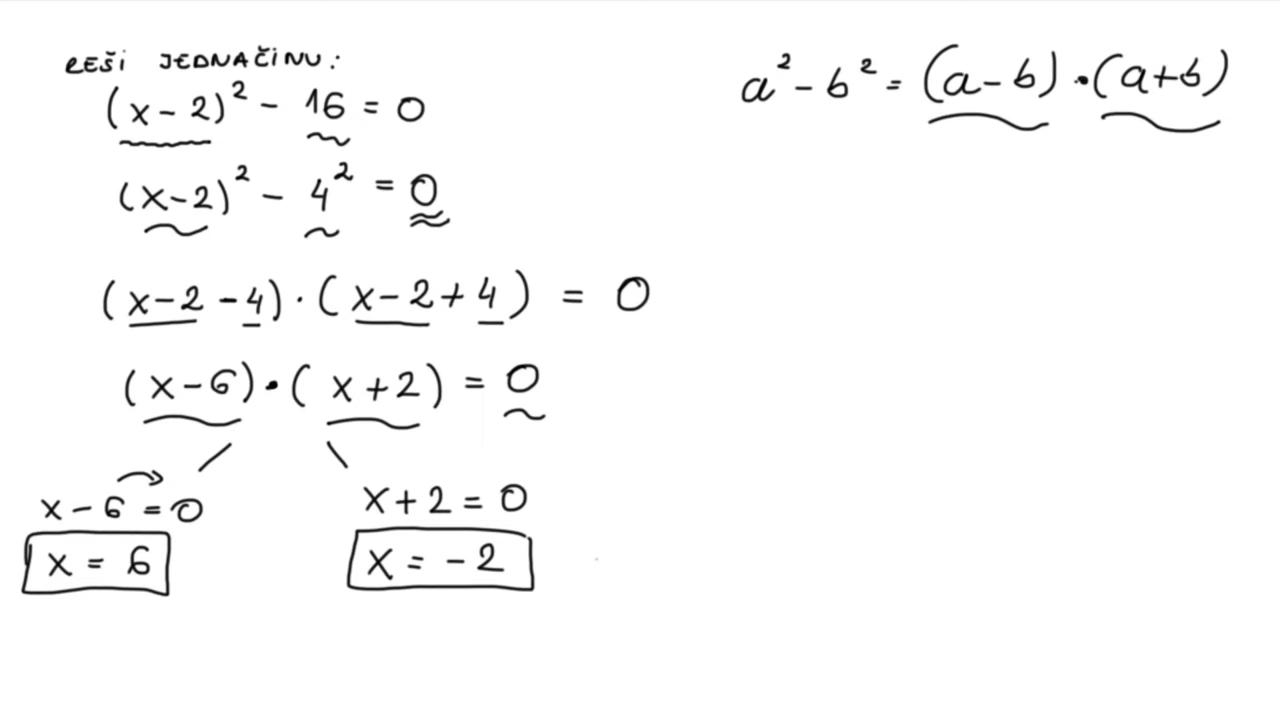 REŠI JEDNAČINU:
(x-2)² - 16 = 0
(x-2)² - 4² = 0
(x-2-4)·(x-2+4) = 0
(x-6)·(x+2) = 0
x-6=0
x = 6
x+2=0
x = -2
a² - b² = (a-b)·(a+b)